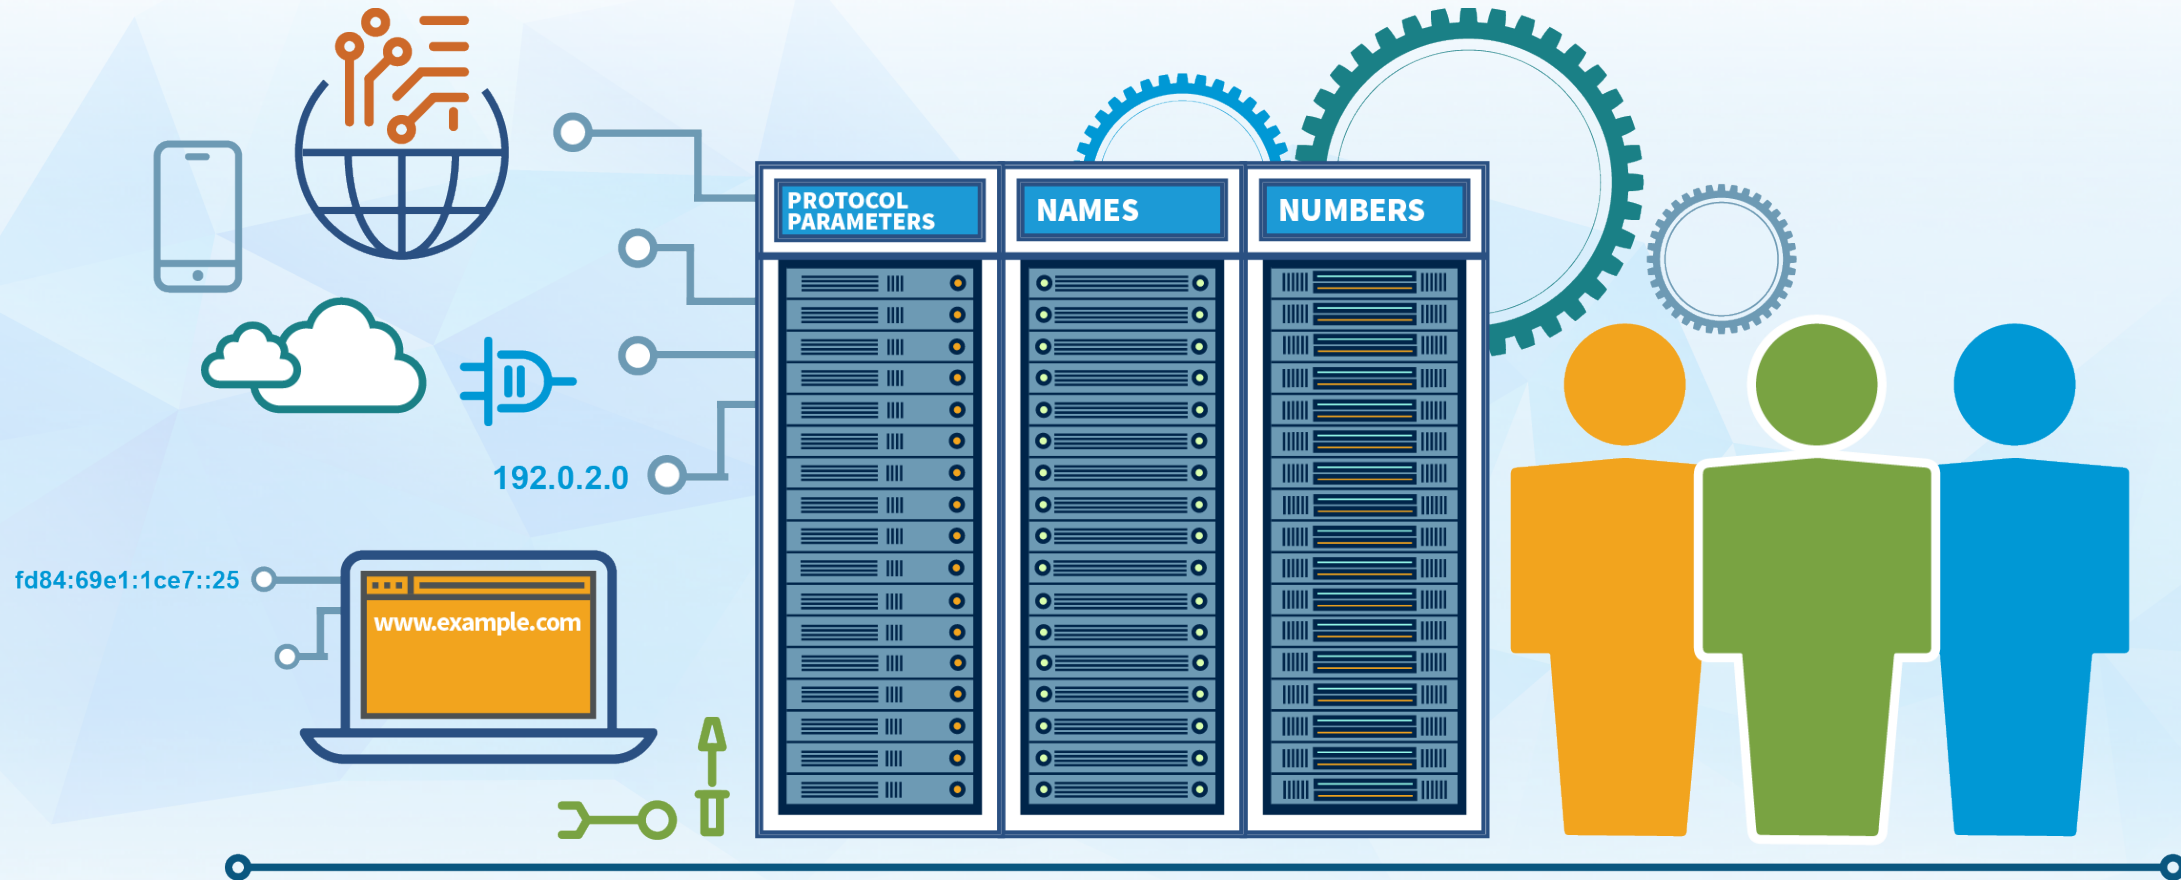 PROTOCOL
PARAMETERS
NAMES
NUMBERS
192.0.2.0
fd84:69e1:1ce7::25
www.example.com